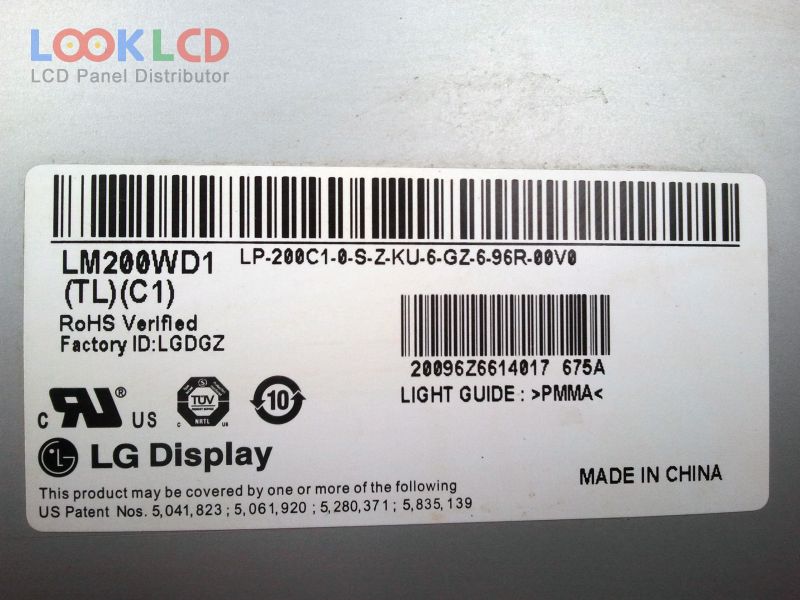 LOOKLCD
LCD Panel Distributor
LM200WD1
(TL)(C1)
LP-200C1-0-S-Z-KU-6-GZ-6-96R-00V0
RoHS Verified
Factory ID:LGDGZ
20096Z6614017 675A
LIGHT GUIDE : >PMMA<
C UR ® US
TÜV
NRTL
10
LG Display
MADE IN CHINA
This product may be covered by one or more of the following
US Patent Nos. 5,041,823 ; 5,061,920 ; 5,280,371 ; 5,835,139